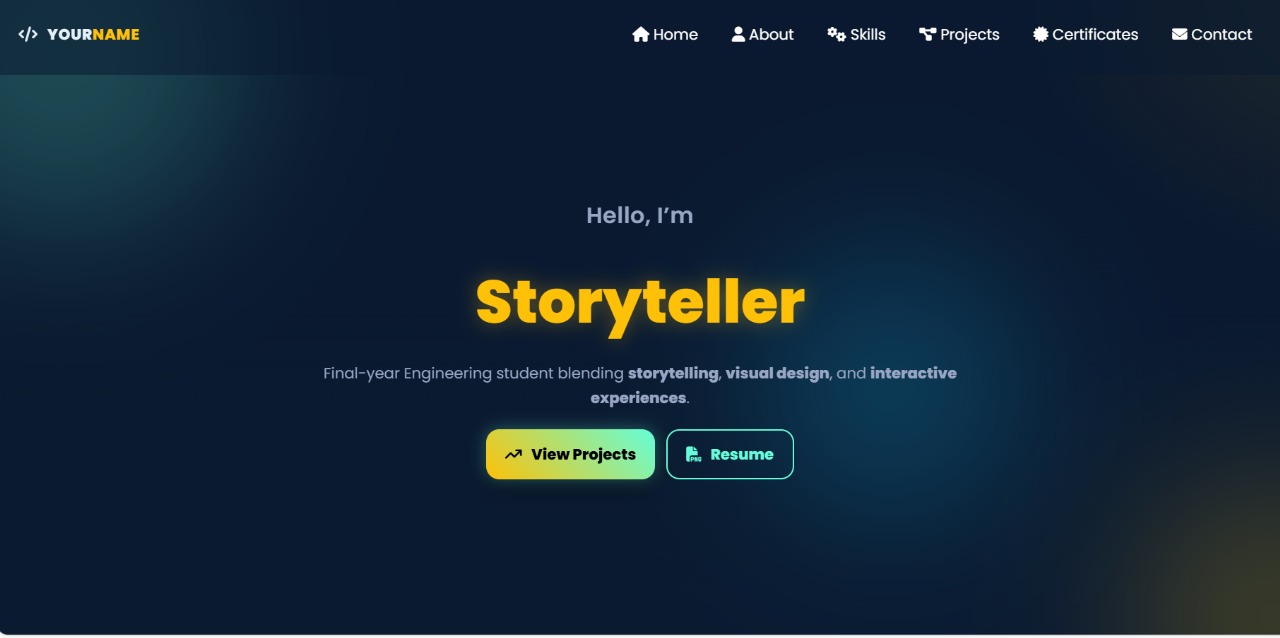 </> YOURNAME
Home About Skills Projects Certificates Contact
Hello, I’m
Storyteller
Final-year Engineering student blending storytelling, visual design, and interactive
experiences.
View Projects
PNG Resume